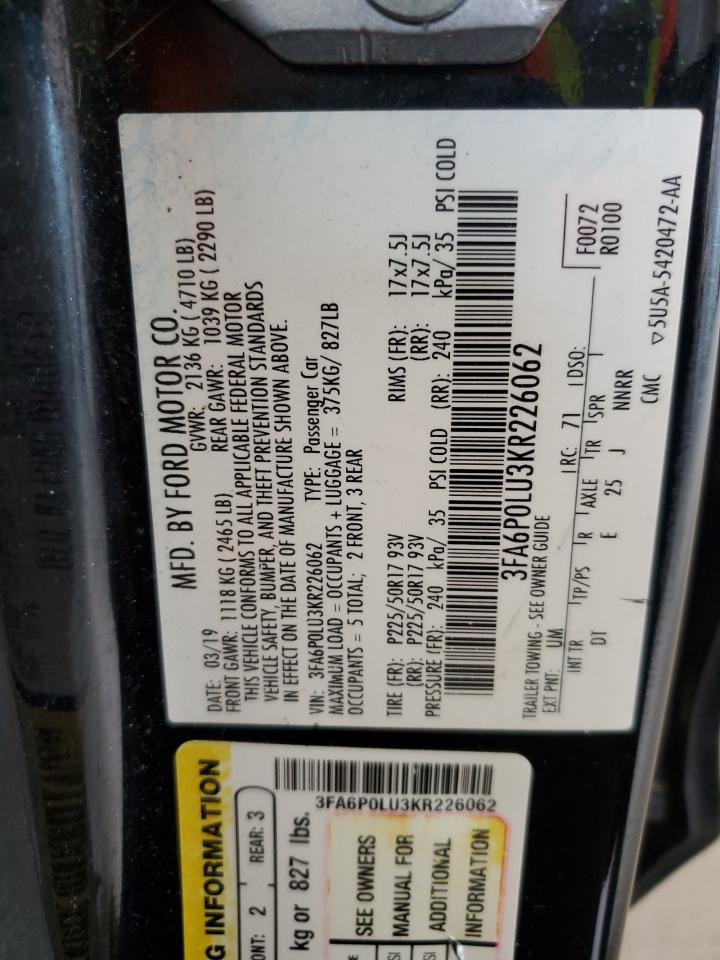 MFD. BY FORD MOTOR CO.
DATE: 03/19 GVWR: 2136 KG ( 4710 LB)
FRONT GAWR: 1118 KG ( 2465 LB) REAR GAWR: 1039 KG ( 2290 LB)
THIS VEHICLE CONFORMS TO ALL APPLICABLE FEDERAL MOTOR
VEHICLE SAFETY, BUMPER, AND THEFT PREVENTION STANDARDS
IN EFFECT ON THE DATE OF MANUFACTURE SHOWN ABOVE.
VIN: 3FA6P0LU3KR226062 TYPE: Passenger Car
MAXIMUM LOAD = OCCUPANTS + LUGGAGE = 375KG/ 827LB
OCCUPANTS = 5 TOTAL; 2 FRONT, 3 REAR
TIRE (FR): P225/50R17 93V RIMS (FR): 17x7.5J
(RR): P225/50R17 93V (RR): 17x7.5J
PRESSURE (FR): 240 kPa/ 35 PSI COLD (RR): 240 kPa/ 35 PSI COLD
3FA6P0LU3KR226062
F0072
R0100
TRAILER TOWING - SEE OWNER GUIDE
EXT PNT: UM RC: 71 DSO:
INT TR TP/PS R AXLE TR SPR
DT E 25 J NNRR
CMC
5U5A-5420472-AA
G INFORMATION
ONT: 2 REAR: 3
kg or 827 lbs.
3FA6P0LU3KR226062
SEE OWNERS
MANUAL FOR
ADDITIONAL
INFORMATION